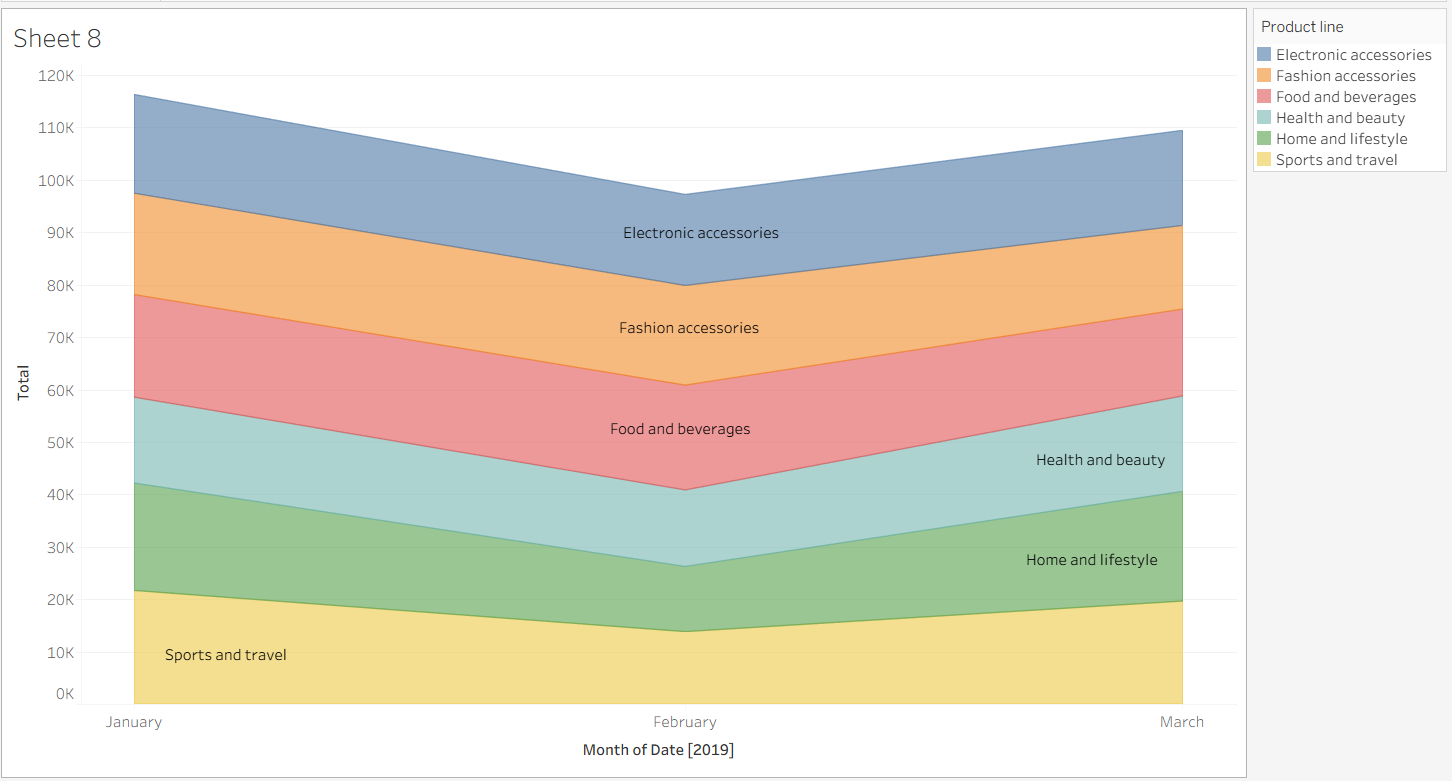 Sheet 8
120K
110K
100K
90K
80K
70K
60K
50K
40K
30K
20K
10K
0K
Total
Electronic accessories
Fashion accessories
Food and beverages
Health and beauty
Home and lifestyle
Sports and travel
January
February
March
Month of Date [2019]
Product line
Electronic accessories
Fashion accessories
Food and beverages
Health and beauty
Home and lifestyle
Sports and travel